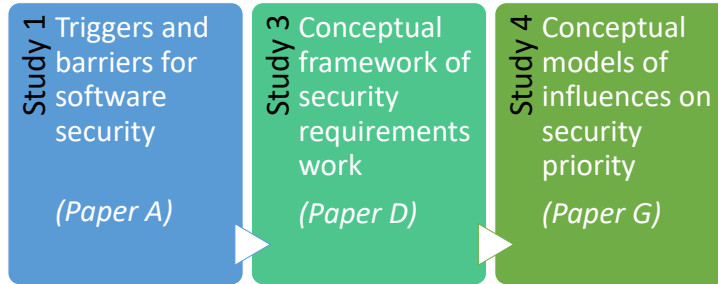 Study 1
Triggers and
barriers for
software
security
(Paper A)
Study 3
Conceptual
framework of
security
requirements
work
(Paper D)
Study 4
Conceptual
models of
influences on
security
priority
(Paper G)